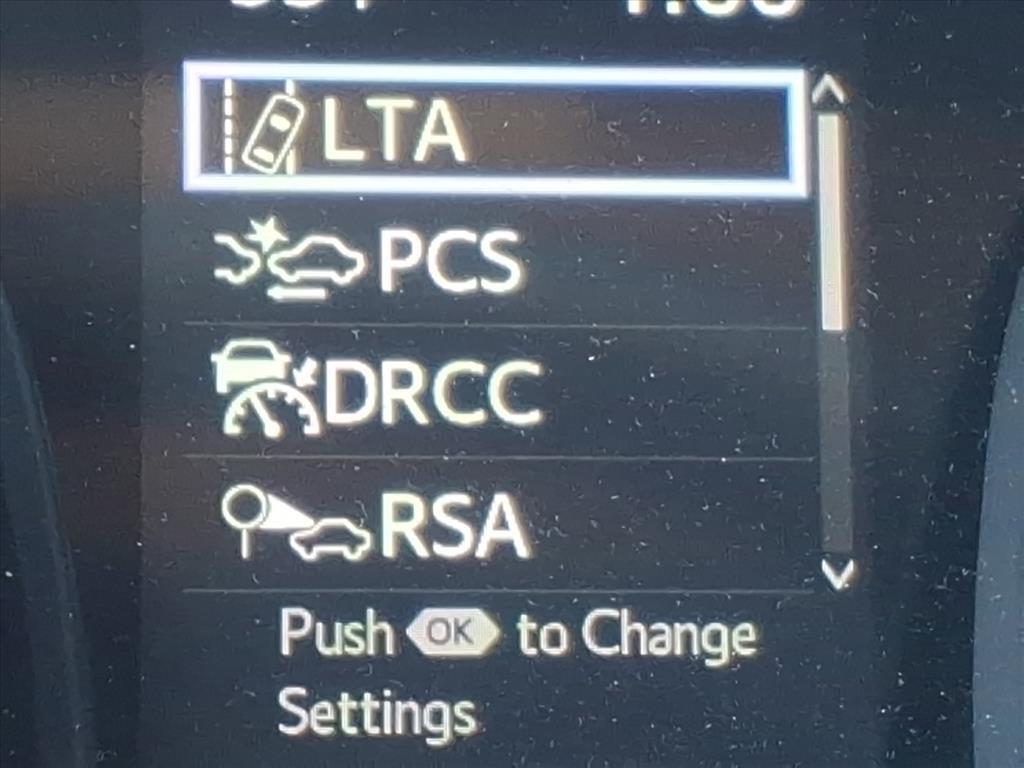 LTA
PCS
DRCC
RSA
Push OK to Change
Settings